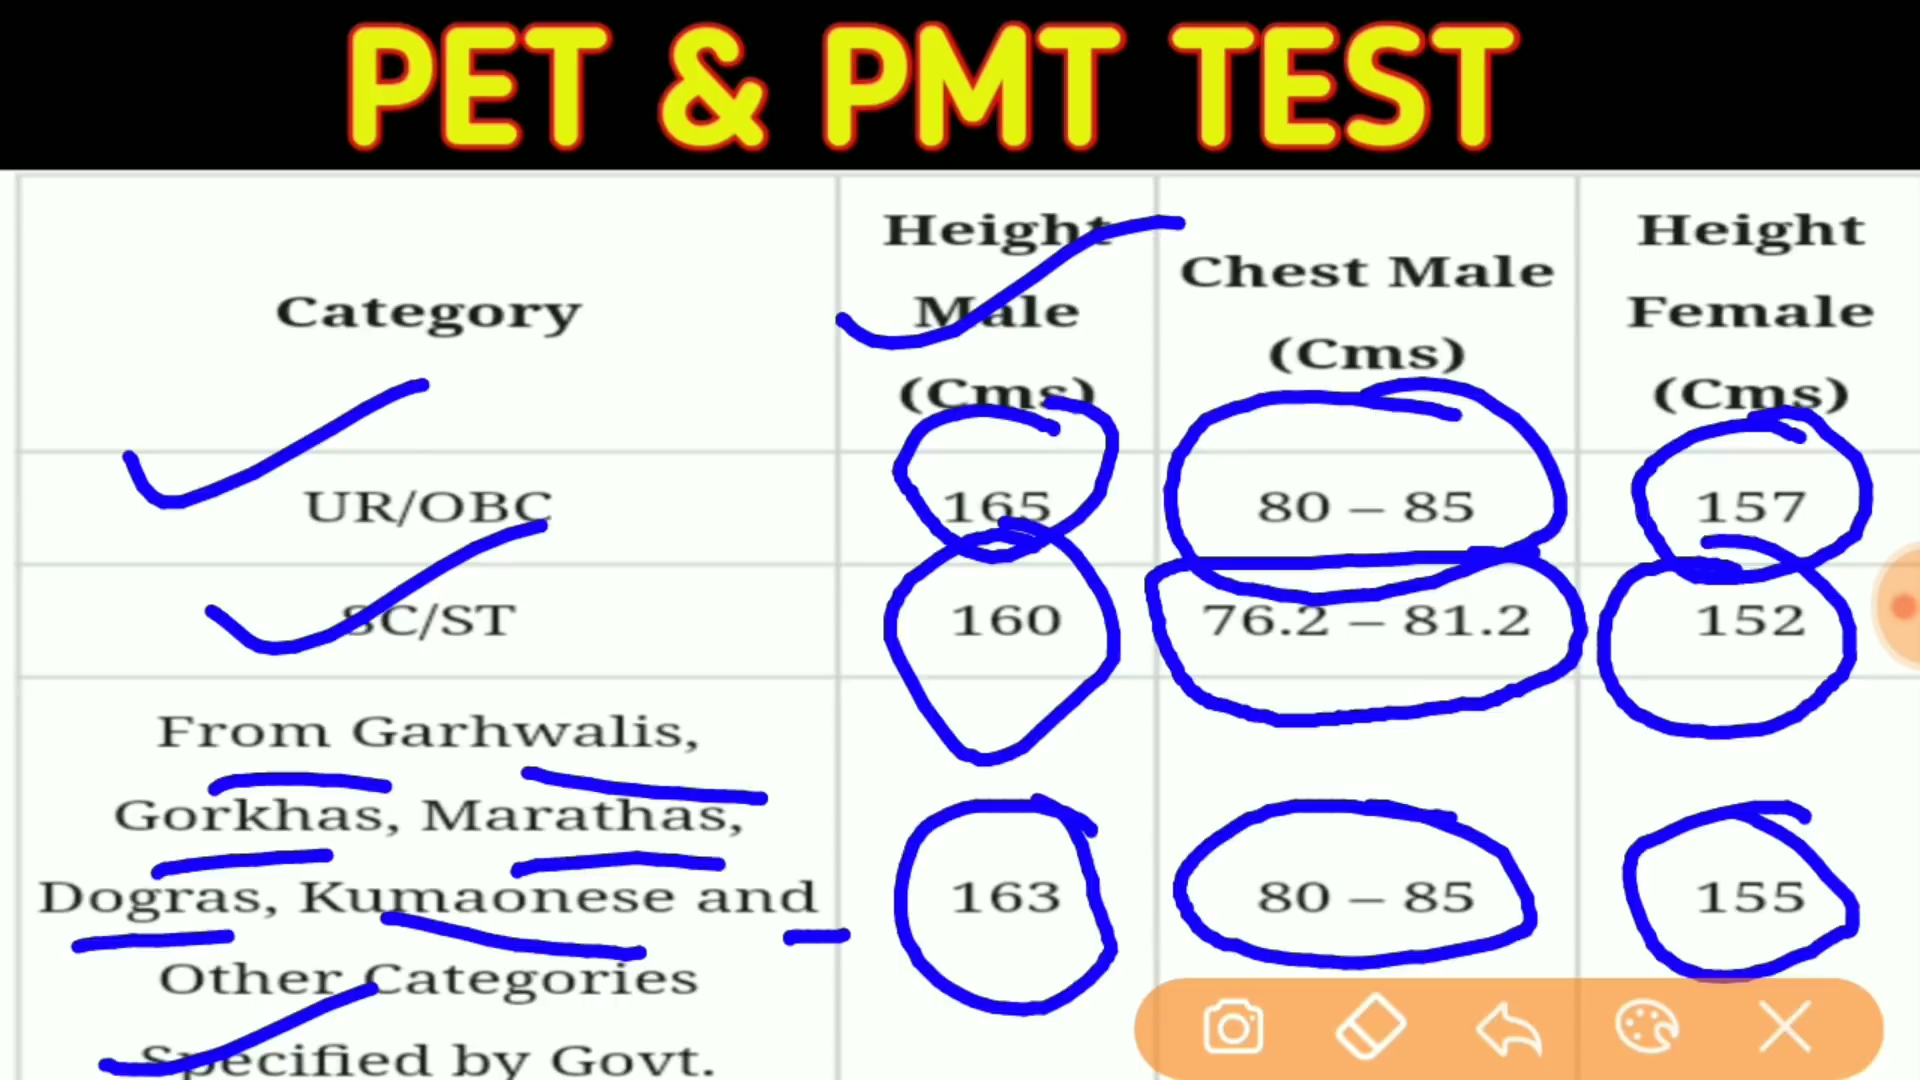 PET & PMT TEST
Category
Height
Male
(Cms)
Chest Male
(Cms)
Height
Female
(Cms)
UR/OBC
165
80 – 85
157
SC/ST
160
76.2 – 81.2
152
From Garhwalis,
Gorkhas, Marathas,
Dogras, Kumaonese and
Other Categories
Specified by Govt.
163
80 – 85
155